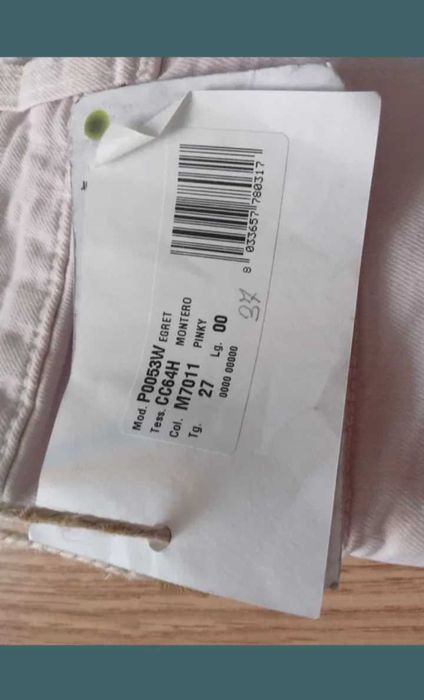 8 033657 780317
Mod. P0053W EGRET
Tess. CC64H MONTERO
Col. M7011 PINKY
Tg. 27 Lg. 00
0000 00000
37